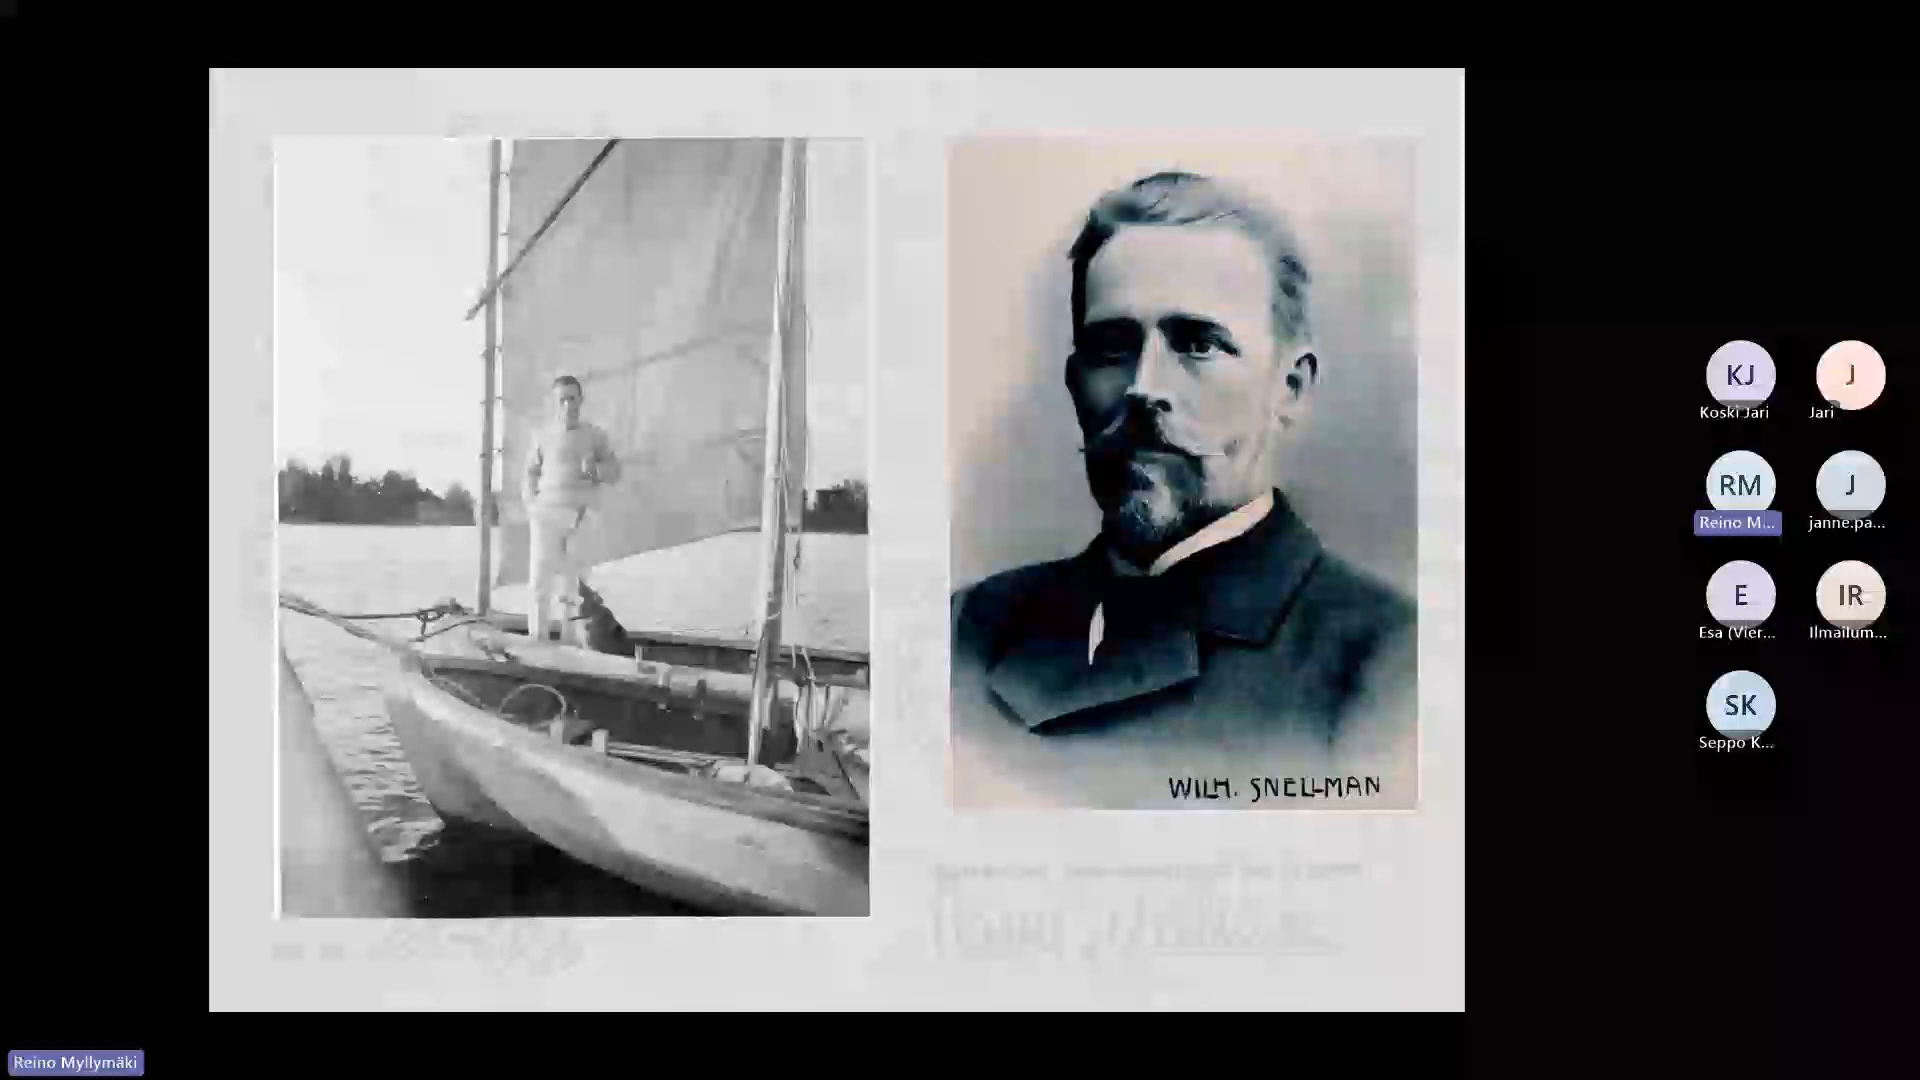 WILH. SNELLMAN
KJ
Koski Jari
J
Jari
RM
Reino M...
J
janne.pa...
E
Esa (Vier...
IR
Ilmailum...
SK
Seppo K...
Reino Myllymäki